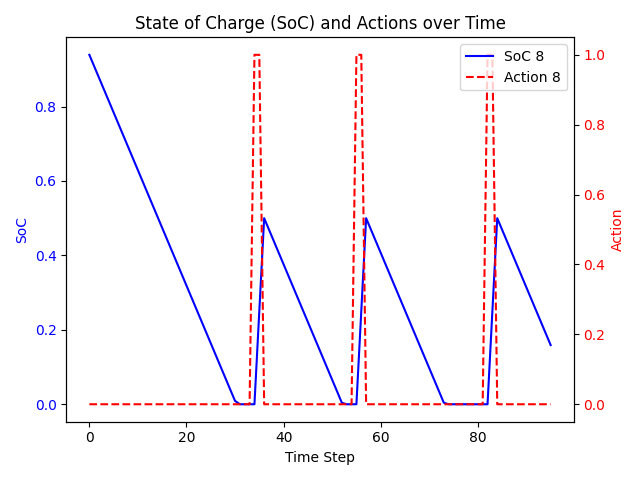 State of Charge (SoC) and Actions over Time
SoC 8
Action 8
SoC
0.8
0.6
0.4
0.2
0.0
Action
1.0
0.8
0.6
0.4
0.2
0.0
0 20 40 60 80
Time Step